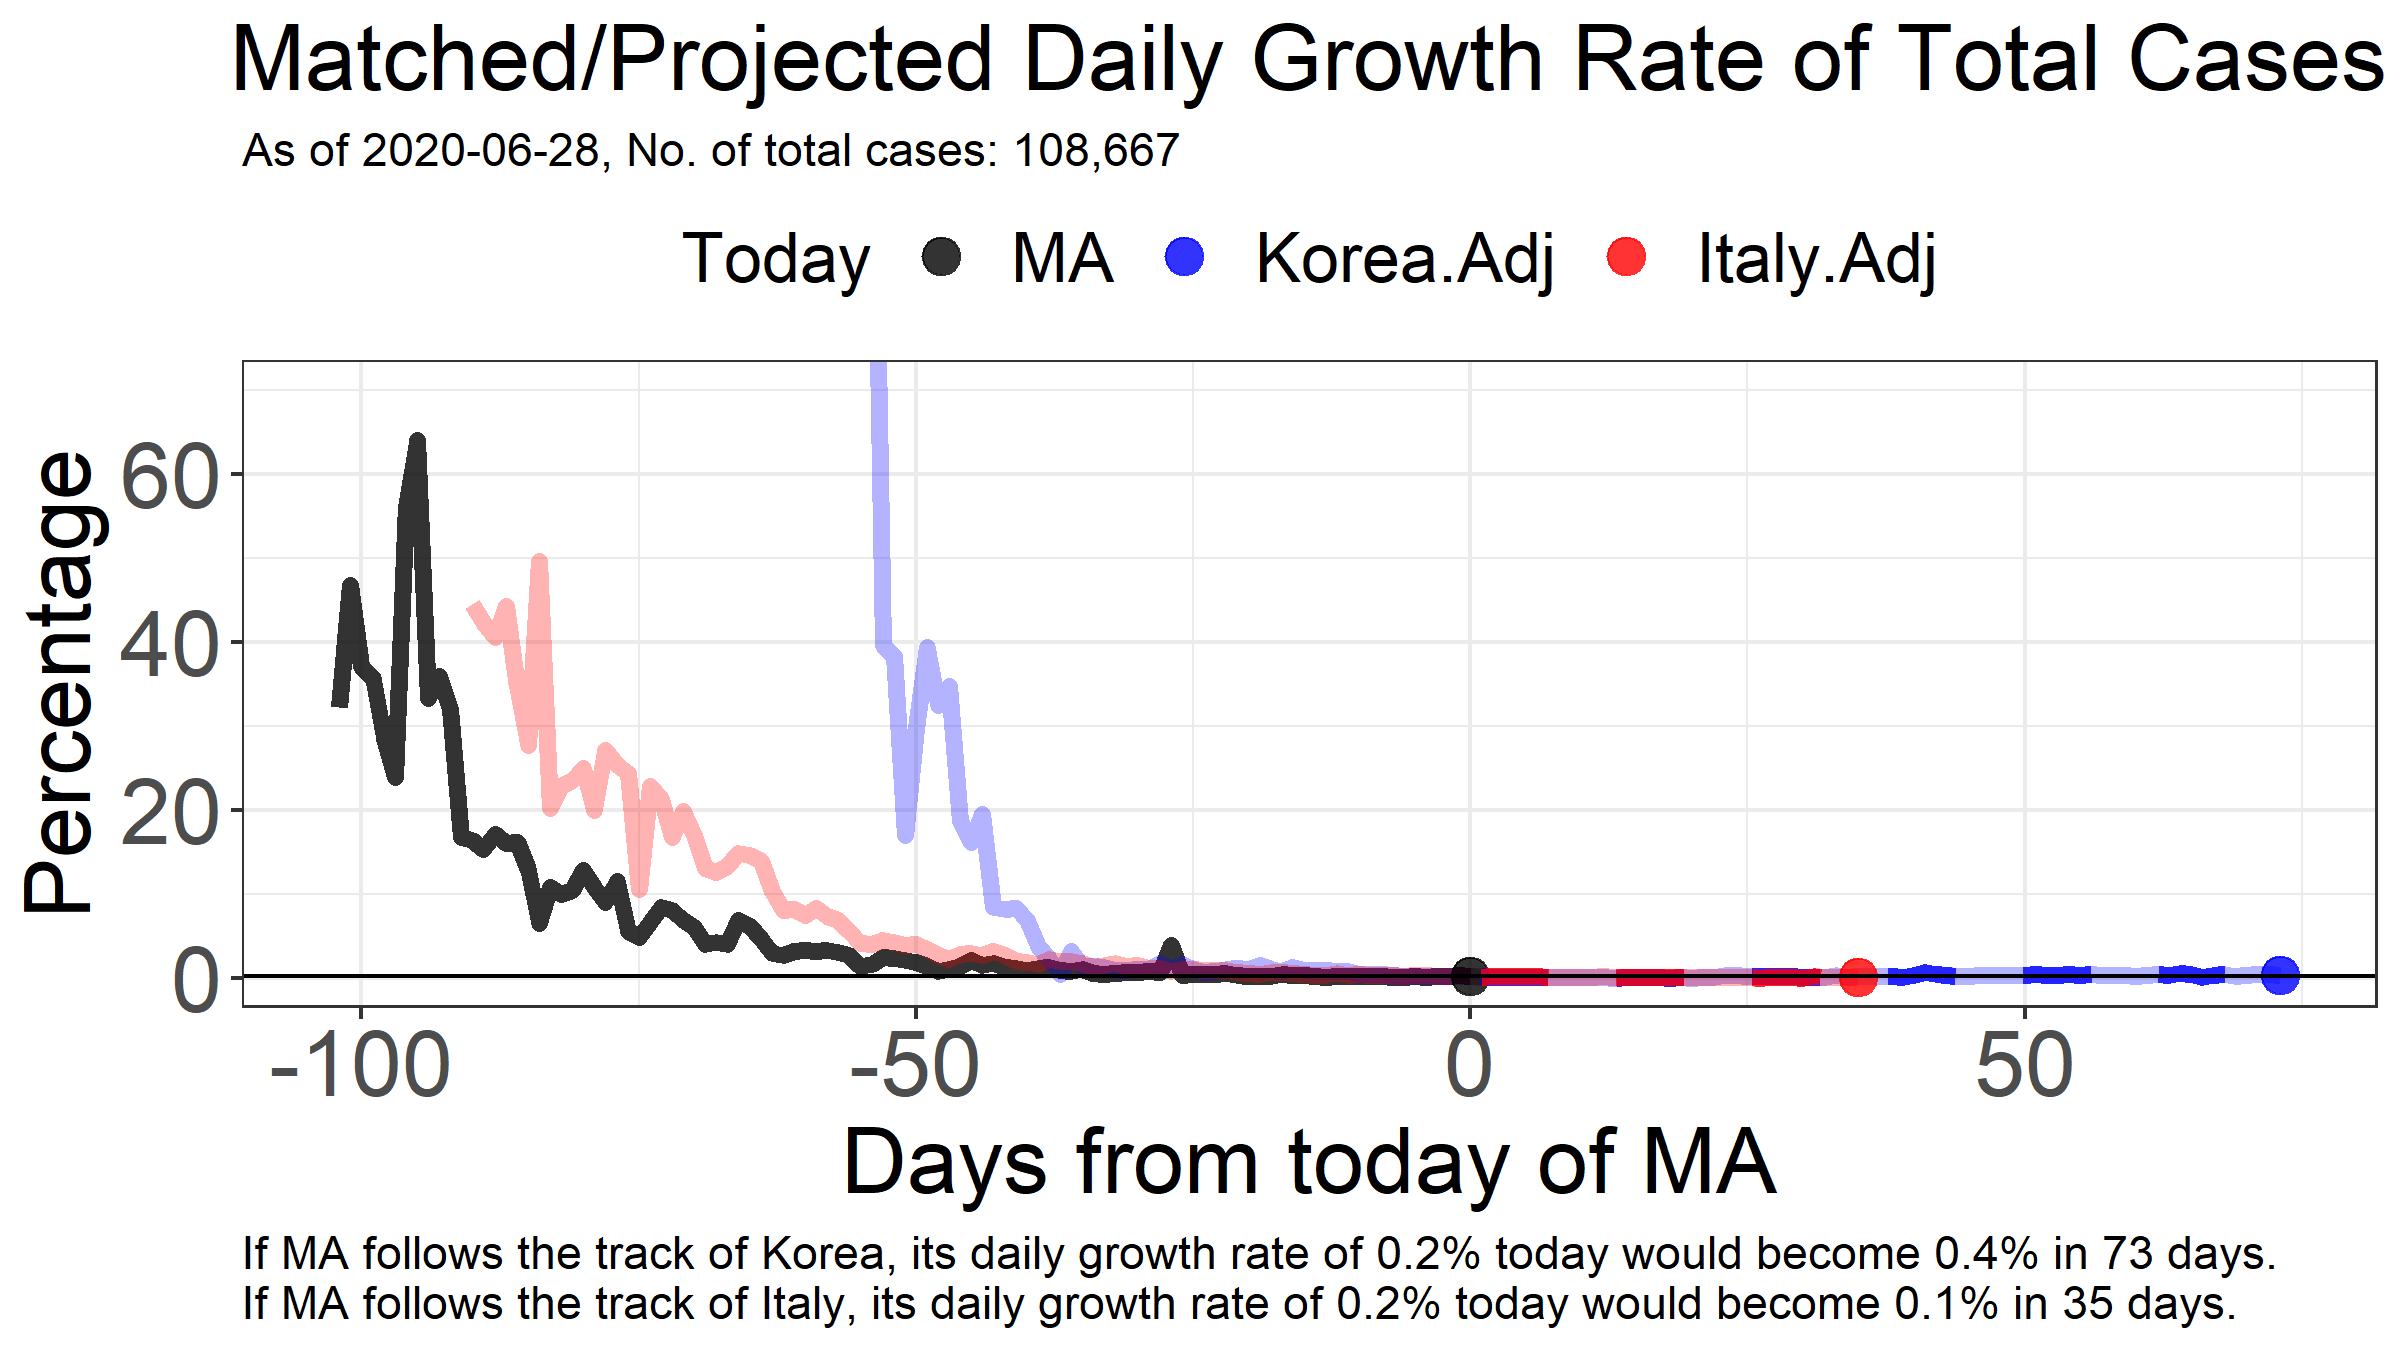 Matched/Projected Daily Growth Rate of Total Cases
As of 2020-06-28, No. of total cases: 108,667
Today MA Korea.Adj Italy.Adj
Percentage
60
40
20
0
-100 -50 0 50
Days from today of MA
If MA follows the track of Korea, its daily growth rate of 0.2% today would become 0.4% in 73 days.
If MA follows the track of Italy, its daily growth rate of 0.2% today would become 0.1% in 35 days.